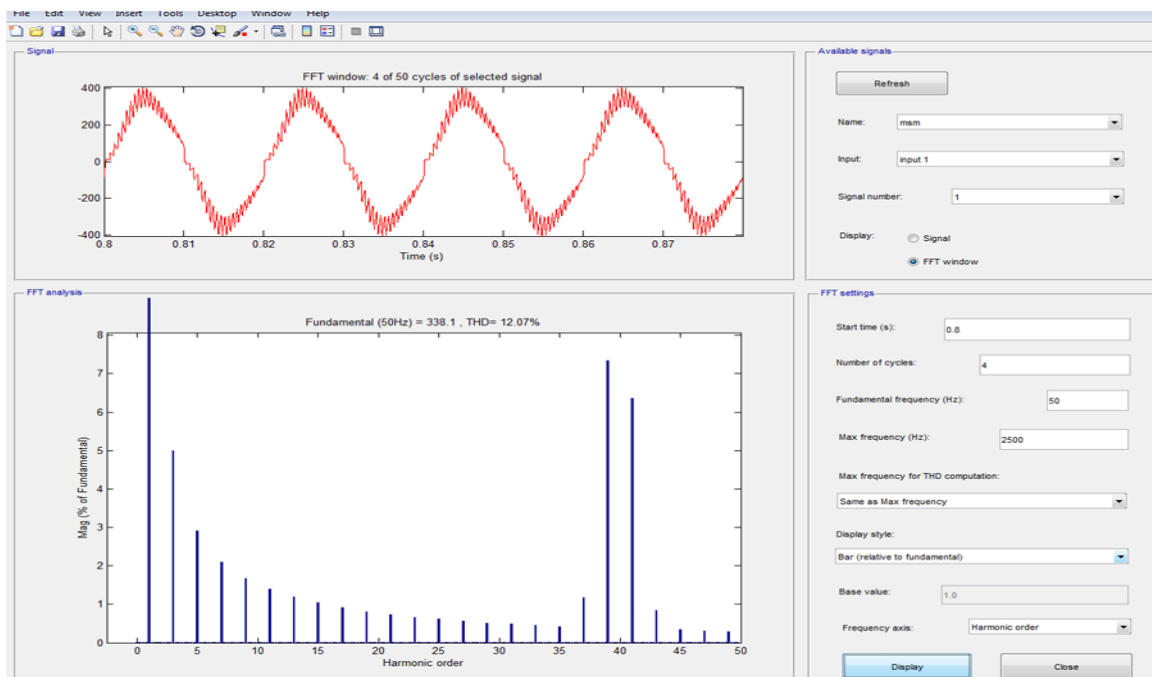 File Edit View Insert Tools Desktop Window Help
Signal
FFT window: 4 of 50 cycles of selected signal
400
200
0
-200
-400
0.8 0.81 0.82 0.83 0.84 0.85 0.86 0.87
Time (s)
Available signals
Refresh
Name: msm
Input: input 1
Signal number: 1
Display: Signal
FFT window
FFT analysis
Fundamental (50Hz) = 338.1 , THD= 12.07%
8
7
6
5
4
3
2
1
0
Mag (% of Fundamental)
0 5 10 15 20 25 30 35 40 45 50
Harmonic order
FFT settings
Start time (s): 0.8
Number of cycles: 4
Fundamental frequency (Hz): 50
Max frequency (Hz): 2500
Max frequency for THD computation:
Same as Max frequency
Display style:
Bar (relative to fundamental)
Base value: 1.0
Frequency axis: Harmonic order
Display Close